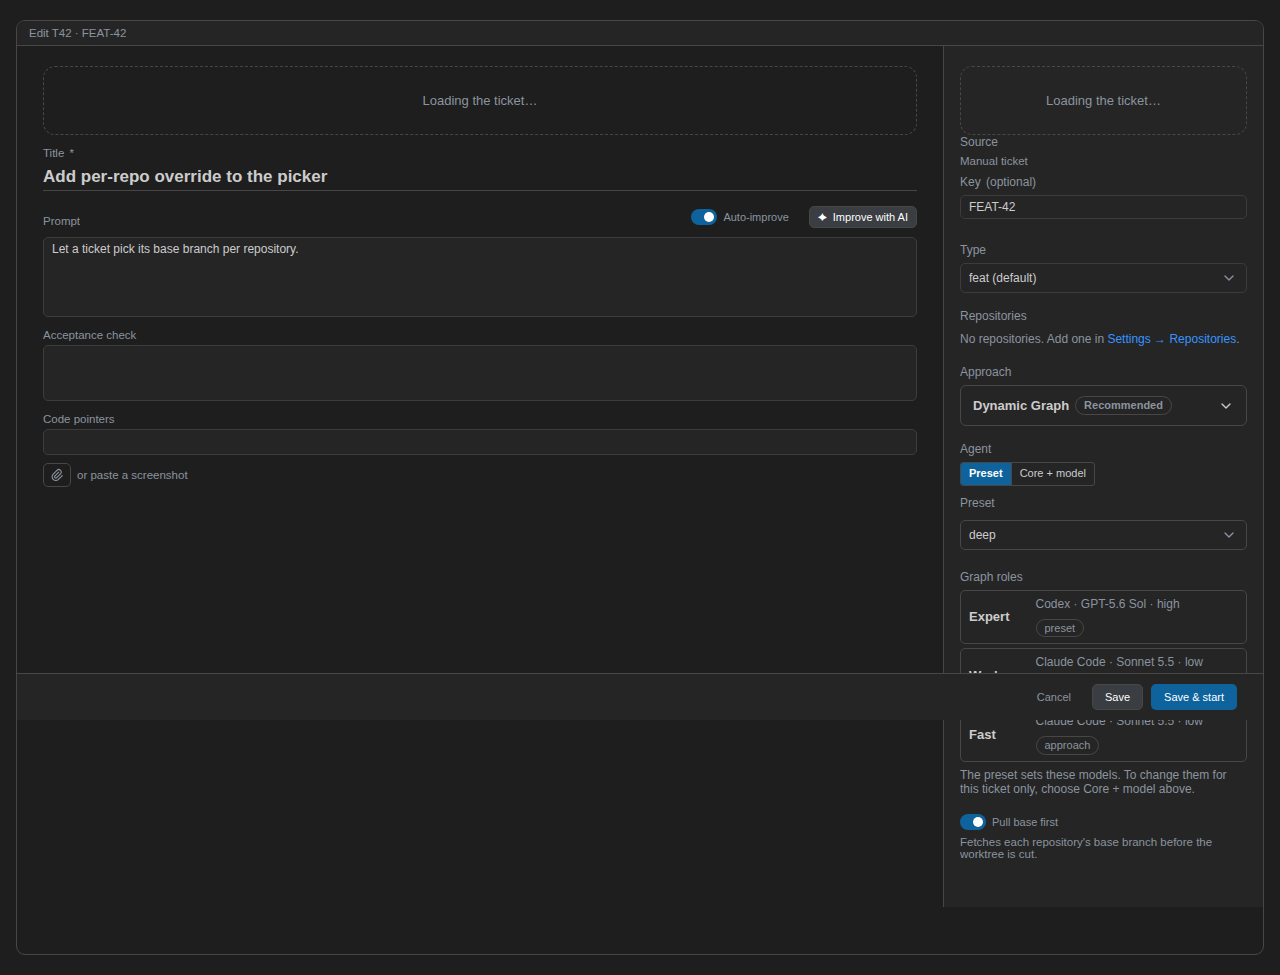 Edit T42 · FEAT-42
Loading the ticket…
Title *
Add per-repo override to the picker
Prompt
Auto-improve
Improve with AI
Let a ticket pick its base branch per repository.
Acceptance check
Code pointers
or paste a screenshot
Loading the ticket…
Source
Manual ticket
Key (optional)
FEAT-42
Type
feat (default)
Repositories
No repositories. Add one in Settings → Repositories.
Approach
Dynamic Graph Recommended
Agent
Preset Core + model
Preset
deep
Graph roles
Expert
Codex · GPT-5.6 Sol · high
preset
Claude Code · Sonnet 5.5 · low
Cancel Save Save & start
Claude Code · Sonnet 5.5 · low
Fast
approach
The preset sets these models. To change them for
this ticket only, choose Core + model above.
Pull base first
Fetches each repository's base branch before the
worktree is cut.